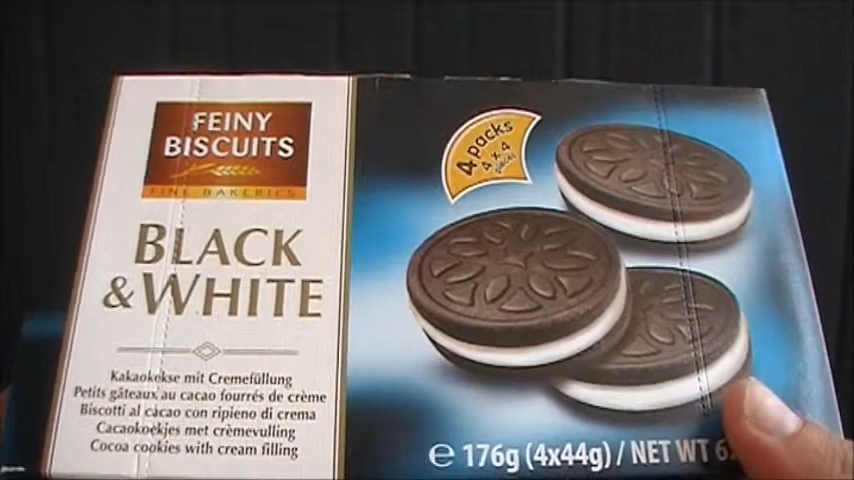 FEINY
BISCUITS
FINE BAKERIES
BLACK
& WHITE
Kakaokekse mit Cremefüllung
Petits gâteaux au cacao fourrés de crème
Biscotti al cacao con ripieno di crema
Cacaokoekjes met crèmevulling
Cocoa cookies with cream filling
4 packs
4 x 4
pieces
e 176g (4x44g) / NET WT 6